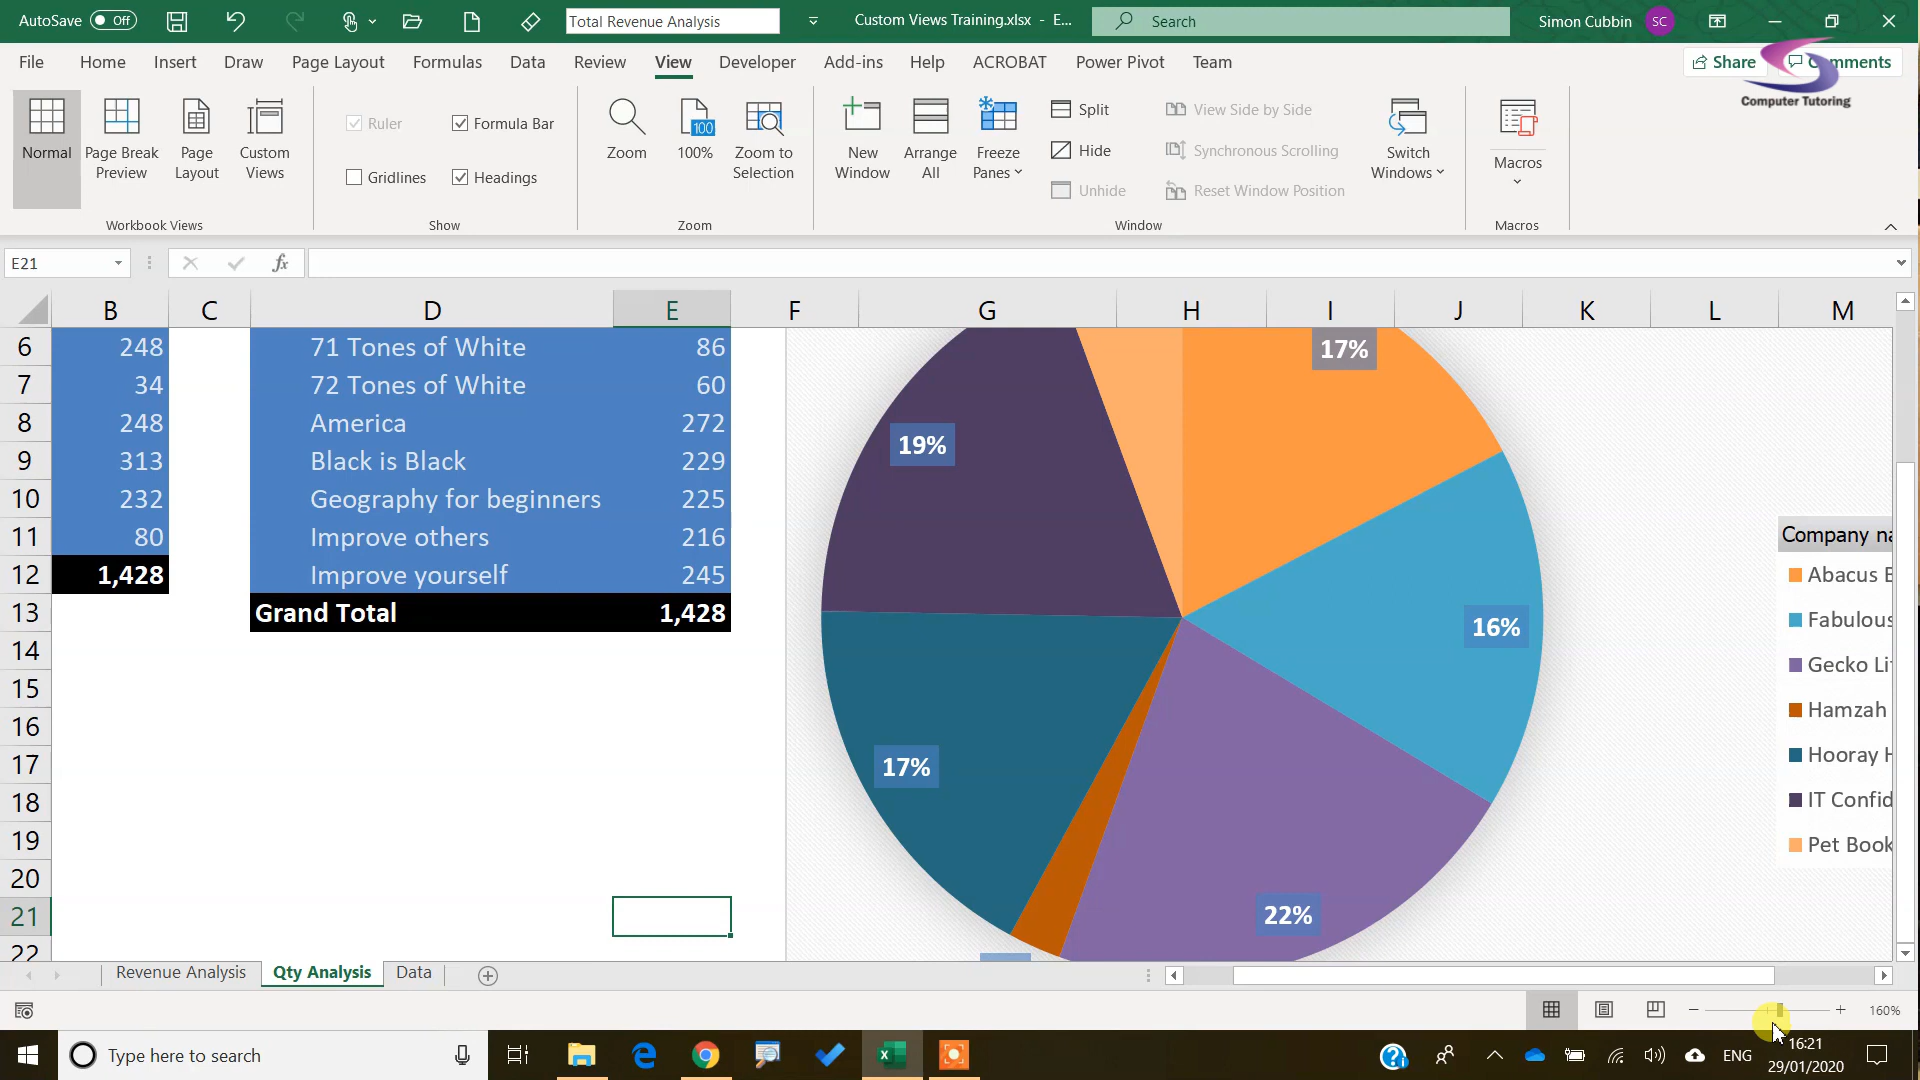 AutoSave Off Total Revenue Analysis Custom Views Training.xlsx - E... Search Simon Cubbin SC
File Home Insert Draw Page Layout Formulas Data Review View Developer Add-ins Help ACROBAT Power Pivot Team Share Comments
Computer Tutoring
Normal
Page Break Preview
Page Layout
Custom Views
Workbook Views
Ruler
Formula Bar
Gridlines
Headings
Show
Zoom
100
100%
Zoom to Selection
Zoom
New Window
Arrange All
Freeze Panes
Split
Hide
Unhide
View Side by Side
Synchronous Scrolling
Reset Window Position
Switch Windows
Window
Macros
Macros
E21 fx
B C D E F G H I J K L M
6 248 71 Tones of White 86
7 34 72 Tones of White 60
8 248 America 272
9 313 Black is Black 229
10 232 Geography for beginners 225
11 80 Improve others 216
12 1,428 Improve yourself 245
13 Grand Total 1,428
14
15
16
17
18
19
20
21
22
17%
19%
16%
17%
22%
Company na
Abacus B
Fabulous
Gecko Li
Hamzah
Hooray H
IT Confid
Pet Book
Revenue Analysis Qty Analysis Data
160%
Type here to search
ENG
16:21
29/01/2020